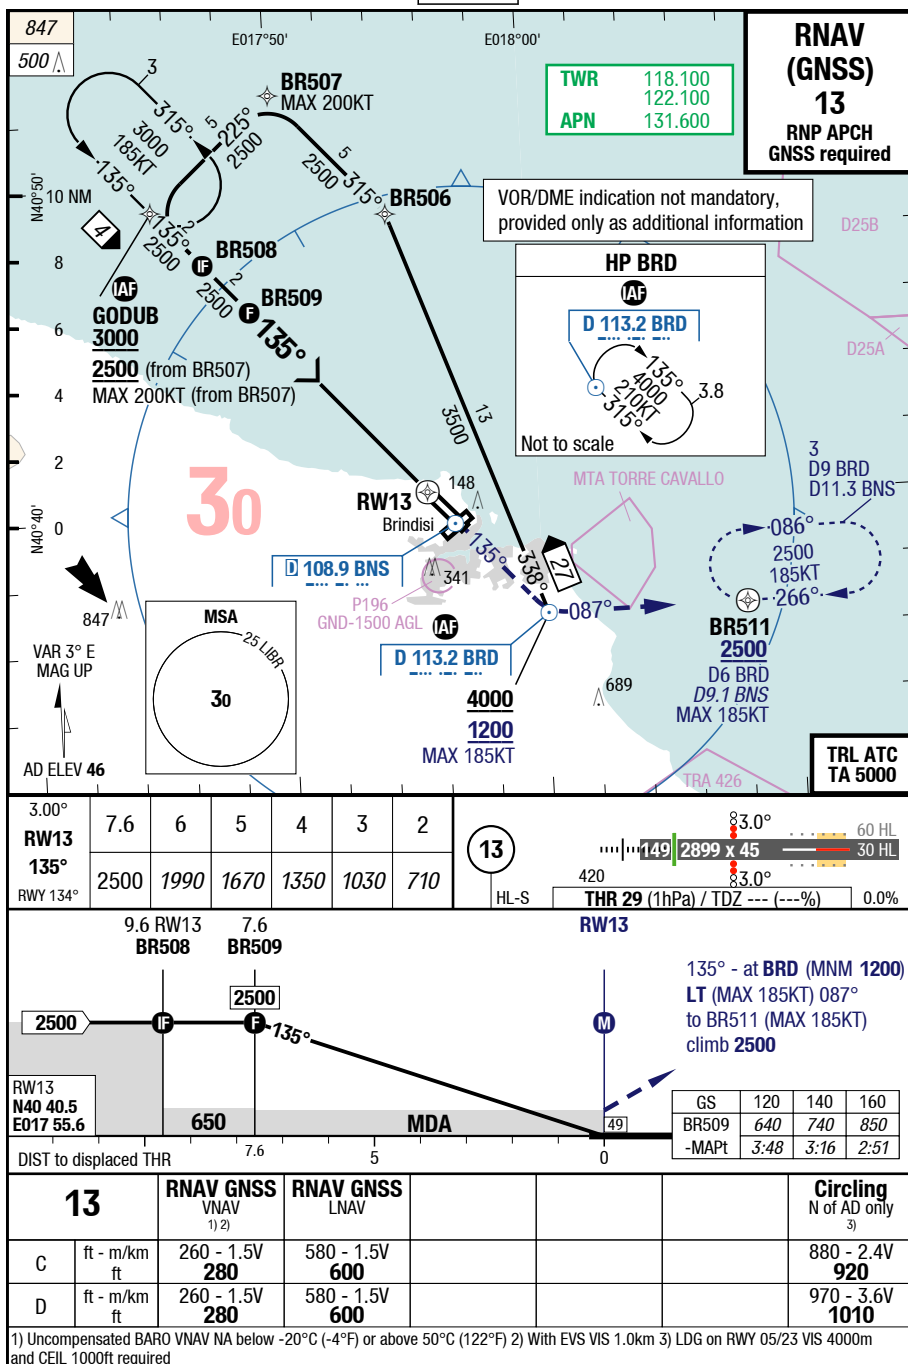 847
500
E017°50'
E018°00'
RNAV
(GNSS)
13
RNP APCH
GNSS required
TWR 118.100
122.100
APN 131.600
3
BR507
MAX 200KT
315°
3000
185KT
135°
5
225°
2500
5
2500
315°
BR506
N40°50'
10 NM
VOR/DME indication not mandatory,
provided only as additional information
D25B
4
2
135°
2500
IF
BR508
2
2500
F
BR509
135°
HP BRD
IAF
D 113.2 BRD
135°
4000
210KT
315°
3.8
Not to scale
D25A
8
IAF
GODUB
3000
2500 (from BR507)
MAX 200KT (from BR507)
6
4
2
N40°40'
0
13
3500
30
RW13
148
Brindisi
MTA TORRE CAVALLO
3
D9 BRD
D11.3 BNS
086°
2500
185KT
266°
D 108.9 BNS
135°
338°
27
341
P196
GND-1500 AGL
087°
IAF
D 113.2 BRD
BR511
2500
D6 BRD
D9.1 BNS
MAX 185KT
847
MSA
25 LIBR
30
VAR 3° E
MAG UP
AD ELEV 46
4000
1200
MAX 185KT
689
TRA 426
TRL ATC
TA 5000
3.00°
RW13
135°
RWY 134°
7.6 6 5 4 3 2
2500 1990 1670 1350 1030 710
13
HL-S
3.0°
149 2899 x 45
60 HL
30 HL
420
3.0°
THR 29 (1hPa) / TDZ --- (---%)
0.0%
9.6 RW13
BR508
7.6
BR509
RW13
2500
2500
IF
F
135°
M
135° - at BRD (MNM 1200)
LT (MAX 185KT) 087°
to BR511 (MAX 185KT)
climb 2500
RW13
N40 40.5
E017 55.6
650
MDA
49
DIST to displaced THR
7.6
5
0
GS 120 140 160
BR509 640 740 850
-MAPt 3:48 3:16 2:51
13
RNAV GNSS
VNAV
1) 2)
RNAV GNSS
LNAV
Circling
N of AD only
3)
C ft - m/km 260 - 1.5V 580 - 1.5V 880 - 2.4V
ft 280 600 920
D ft - m/km 260 - 1.5V 580 - 1.5V 970 - 3.6V
ft 280 600 1010
1) Uncompensated BARO VNAV NA below -20°C (-4°F) or above 50°C (122°F) 2) With EVS VIS 1.0km 3) LDG on RWY 05/23 VIS 4000m
and CEIL 1000ft required